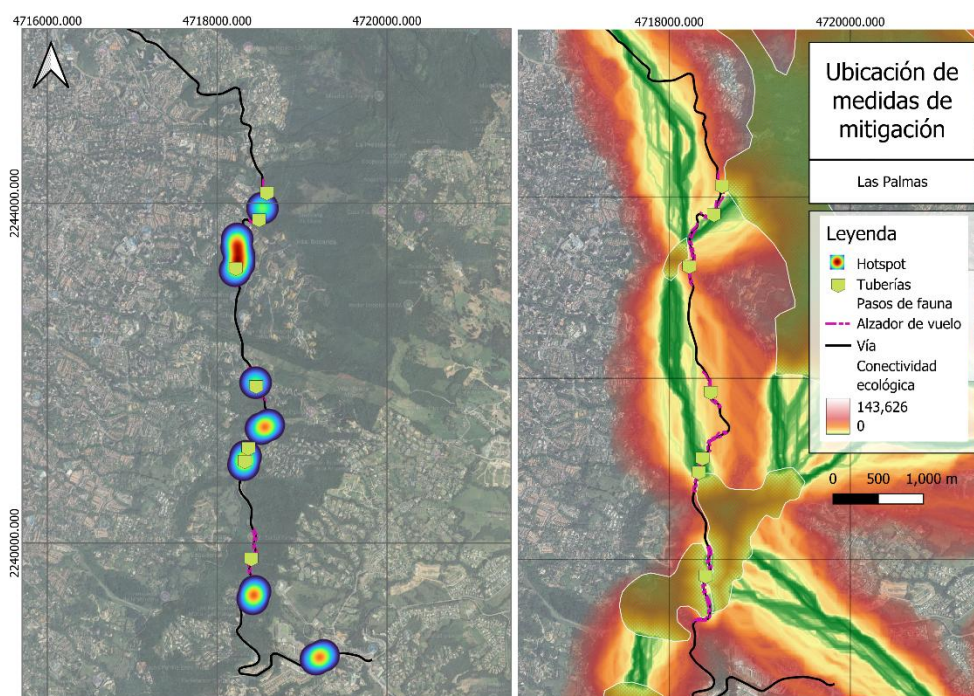 4716000.000
4718000.000
4720000.000
4718000.000
4720000.000
2244000.000
2240000.000
Ubicación de
medidas de
mitigación
Las Palmas
Leyenda
Hotspot
Tuberías
Pasos de fauna
Alzador de vuelo
Vía
Conectividad
ecológica
143,626
0
0
500
1,000 m